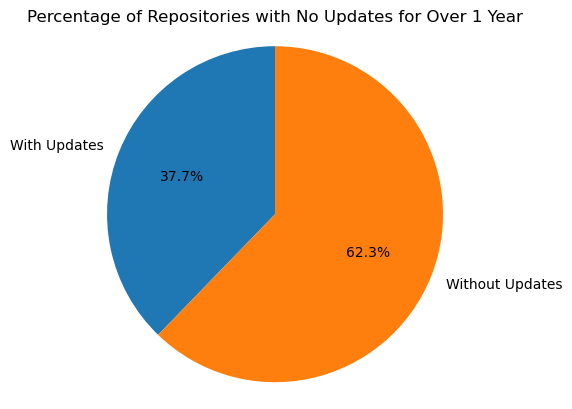 Percentage of Repositories with No Updates for Over 1 Year
With Updates
37.7%
62.3%
Without Updates